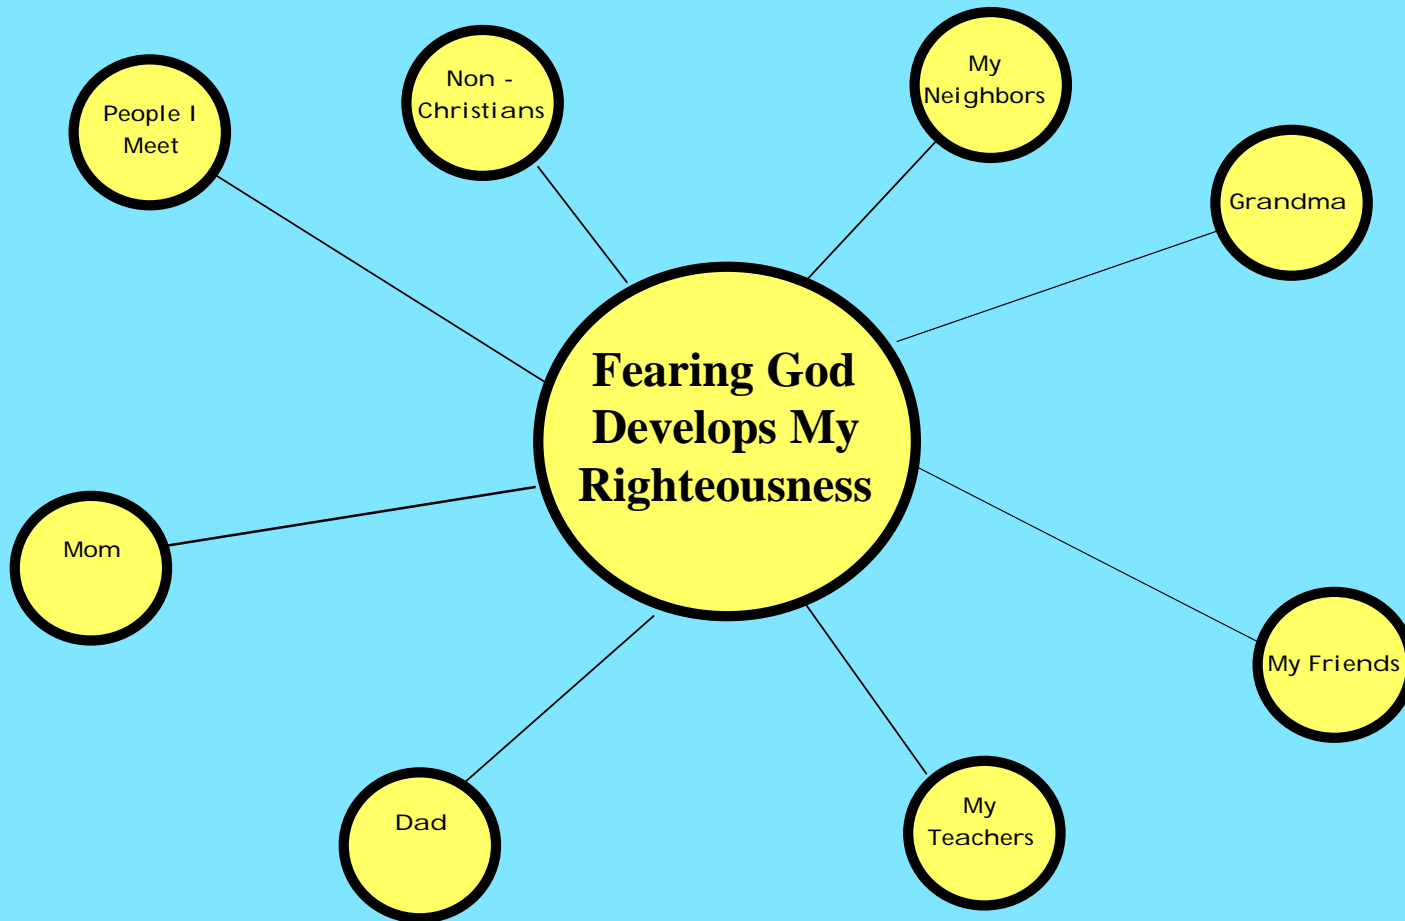 People I
Meet
Non -
Christians
My
Neighbors
Grandma
Fearing God
Develops My
Righteousness
Mom
My Friends
Dad
My
Teachers